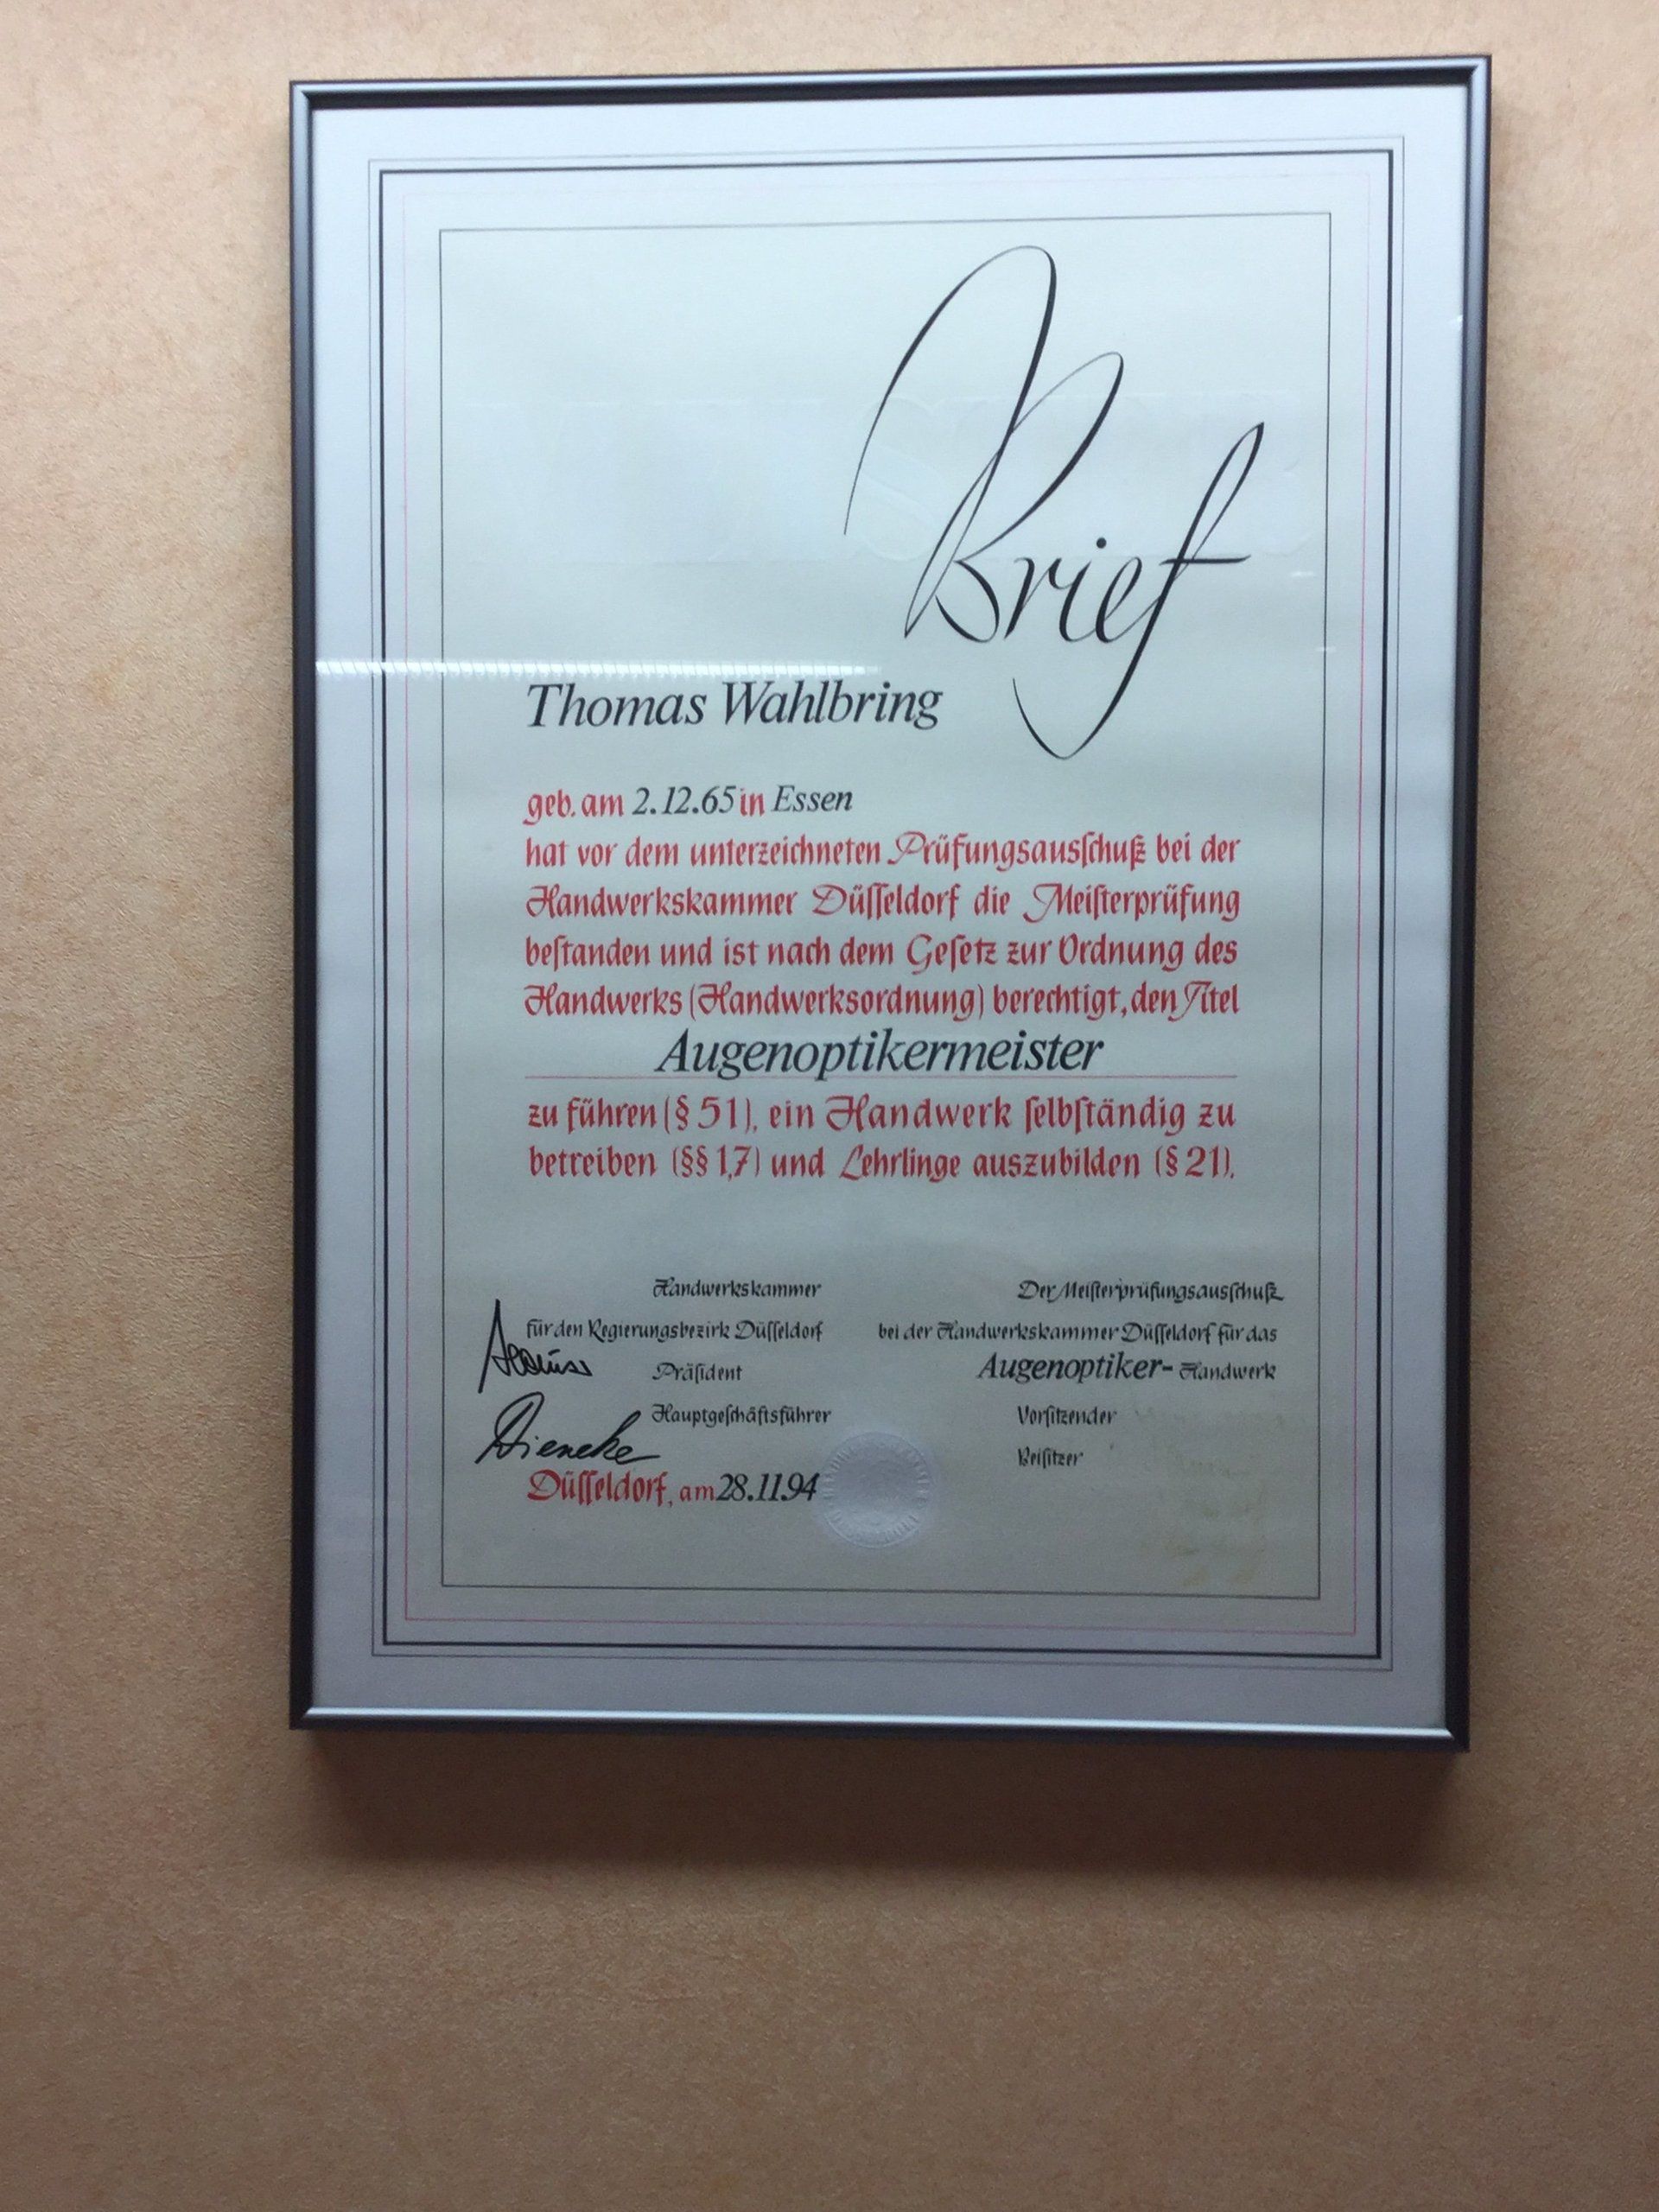 Brief
Thomas Wahlbring
geb. am 2.12.65 in Essen
hat vor dem unterzeichneten Prüfungsausſchuß bei der
Handwerkskammer Düſſeldorf die Meiſterprüfung
beſtanden und ist nach dem Geſetz zur Ordnung des
Handwerks (Handwerksordnung) berechtigt, den Titel
Augenoptikermeister
zu führen (§ 51), ein Handwerk ſelbſtändig zu
betreiben (§§ 1,7) und Lehrlinge auszubilden (§ 21).
Handwerkskammer
für den Regierungsbezirk Düſſeldorf
Präſident
Hauptgeſchäftsführer
Düſſeldorf, am 28.11.94
Der Meiſterprüfungsausſchuß
bei der Handwerkskammer Düſſeldorf für das
Augenoptiker- Handwerk
Vorſitzender
Beiſitzer